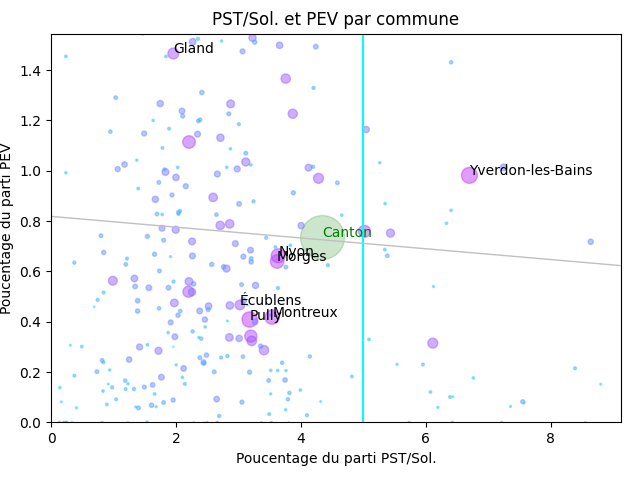 PST/Sol. et PEV par commune
Poucentage du parti PEV
1.4
1.2
1.0
0.8
0.6
0.4
0.2
0.0
Gland
Yverdon-les-Bains
Canton
Nyon
Morges
Écublens
Montreux
Pully
0
2
4
6
8
Poucentage du parti PST/Sol.